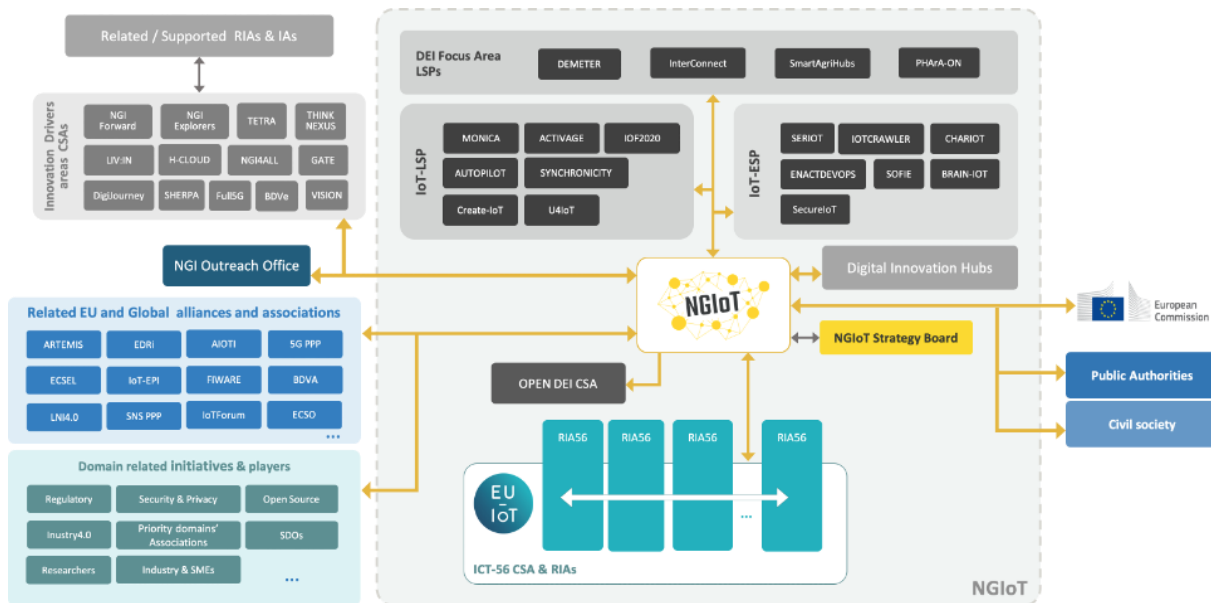 Related / Supported RIAs & IAs
Innovation Drivers
areas CSAs
NGI
Forward
NGI
Explorers
TETRA
THINK
NEXUS
LIV:IN
H-CLOUD
NGI4ALL
GATE
DigiJourney
SHERPA
Full5G
BDVe
VISION
NGI Outreach Office
Related EU and Global alliances and associations
ARTEMIS
EDRi
AIOTI
5G PPP
ECSEL
IoT-EPI
FIWARE
BDVA
LNI4.0
SNS PPP
IoTForum
ECSO
...
Domain related initiatives & players
Regulatory
Security & Privacy
Open Source
Inustry4.0
Priority domains'
Associations
SDOs
Researchers
Industry & SMEs
...
DEI Focus Area
LSPs
DEMETER
InterConnect
SmartAgriHubs
PHArA-ON
IoT-LSP
MONICA
ACTIVAGE
IOF2020
AUTOPILOT
SYNCHRONICITY
Create-IoT
U4IoT
IoT-ESP
SERIOT
IOTCRAWLER
CHARIOT
ENACTDEVOPS
SOFIE
BRAIN-IOT
SecureIoT
NGIoT
Digital Innovation Hubs
NGIoT Strategy Board
OPEN DEI CSA
RIA56
RIA56
RIA56
RIA56
EU
–
IoT
...
ICT-56 CSA & RIAs
NGIoT
European
Commission
Public Authorities
Civil society